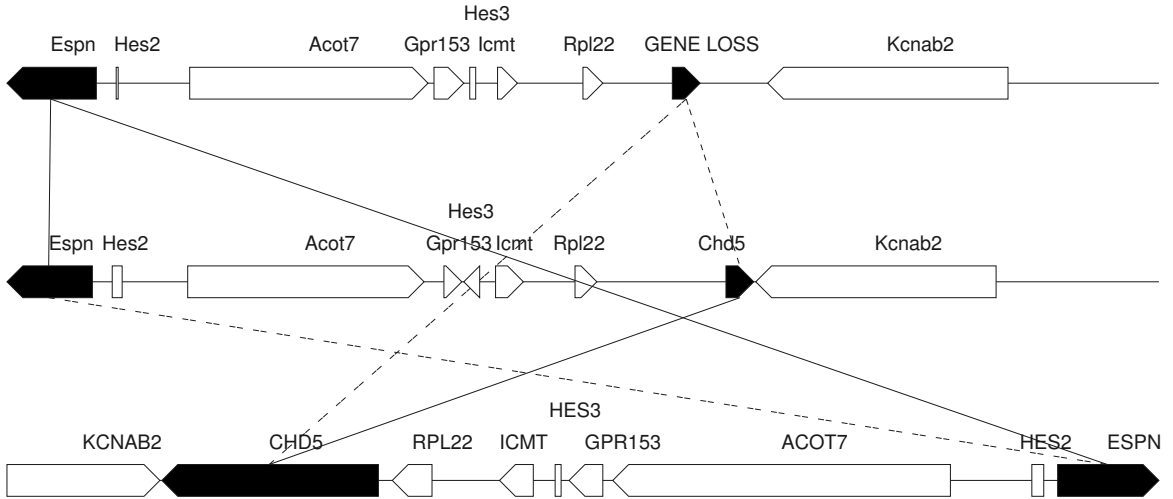 Hes3
Espn Hes2 Acot7 Gpr153 Icmt Rpl22 GENE LOSS Kcnab2
Hes3
Espn Hes2 Acot7 Gpr153 Icmt Rpl22 Chd5 Kcnab2
HES3
KCNAB2 CHD5 RPL22 ICMT GPR153 ACOT7 HES2 ESPN